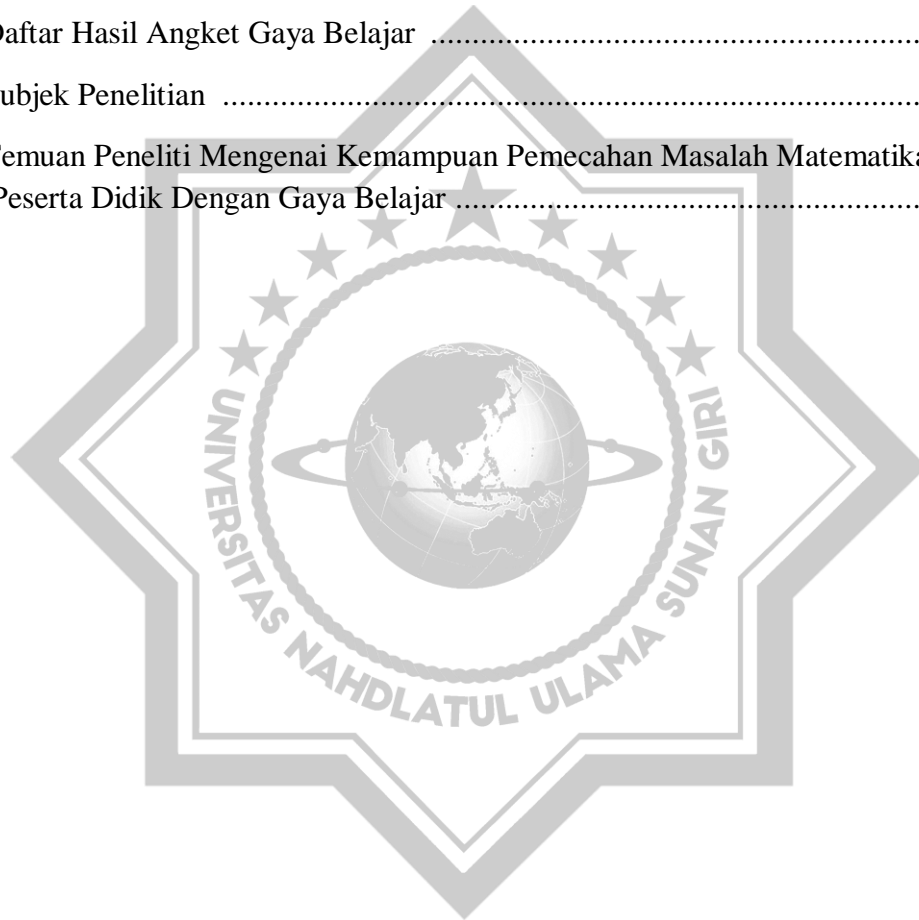 Daftar Hasil Angket Gaya Belajar ..........................................................
ubjek Penelitian ......................................................................................
Temuan Peneliti Mengenai Kemampuan Pemecahan Masalah Matematika
Peserta Didik Dengan Gaya Belajar .......................................................
UNIVERSITAS NAHDLATUL ULAMA SUNAN GIRI